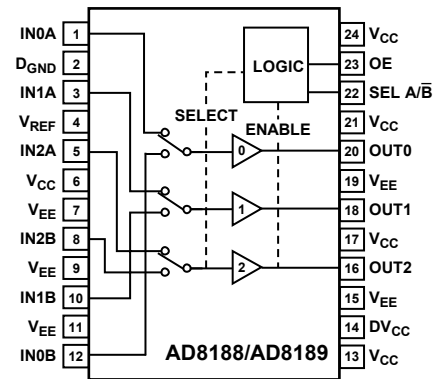 IN0A 1
DGND 2
IN1A 3
VREF 4
IN2A 5
VCC 6
VEE 7
IN2B 8
VEE 9
IN1B 10
VEE 11
IN0B 12
LOGIC
SELECT
ENABLE
0
1
2
AD8188/AD8189
24 VCC
23 OE
22 SEL A/B̅
21 VCC
20 OUT0
19 VEE
18 OUT1
17 VCC
16 OUT2
15 VEE
14 DVCC
13 VCC